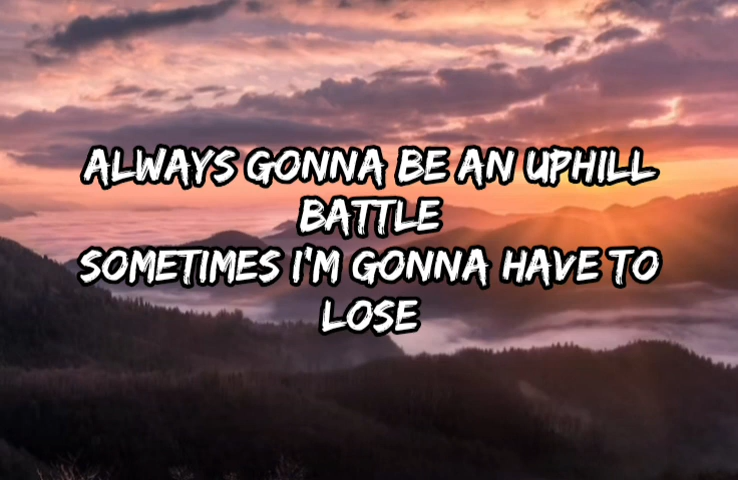 ALWAYS GONNA BE AN UPHILL
BATTLE
SOMETIMES I'M GONNA HAVE TO
LOSE